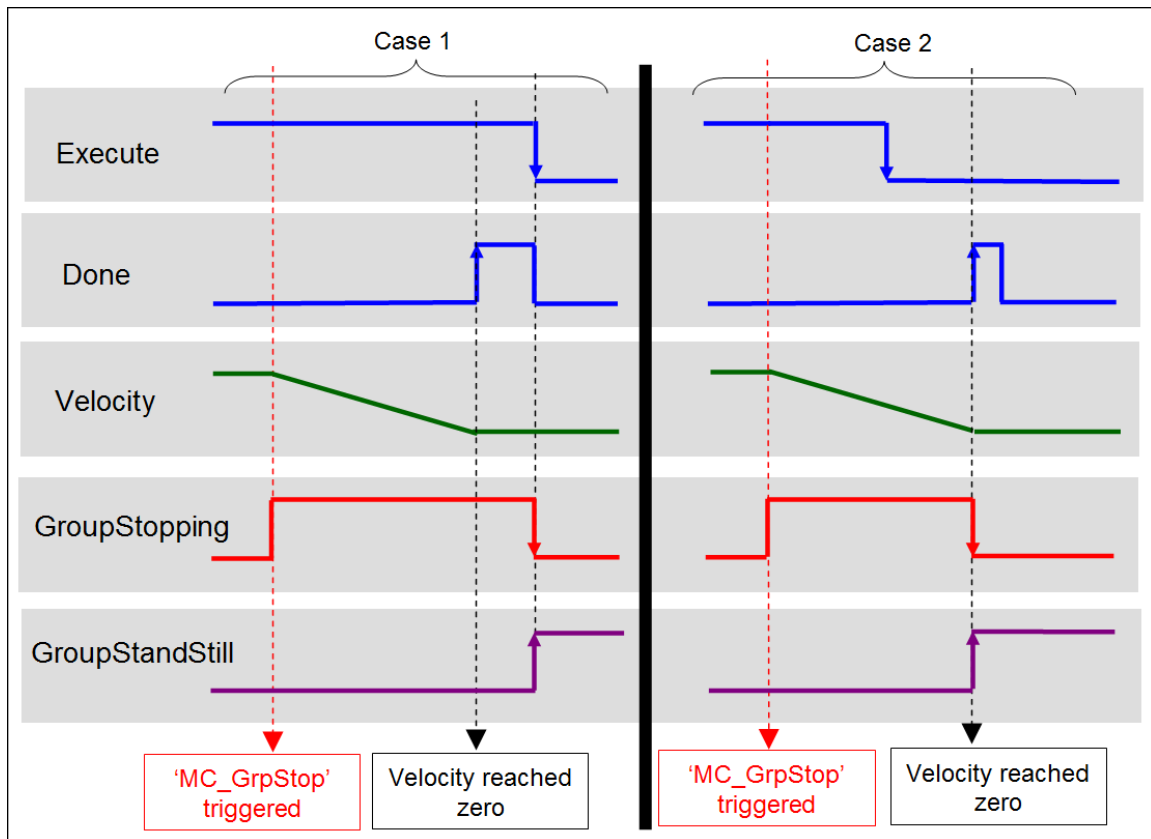 Case 1
Case 2
Execute
Done
Velocity
GroupStopping
GroupStandStill
‘MC_GrpStop’
triggered
Velocity reached
zero
‘MC_GrpStop’
triggered
Velocity reached
zero